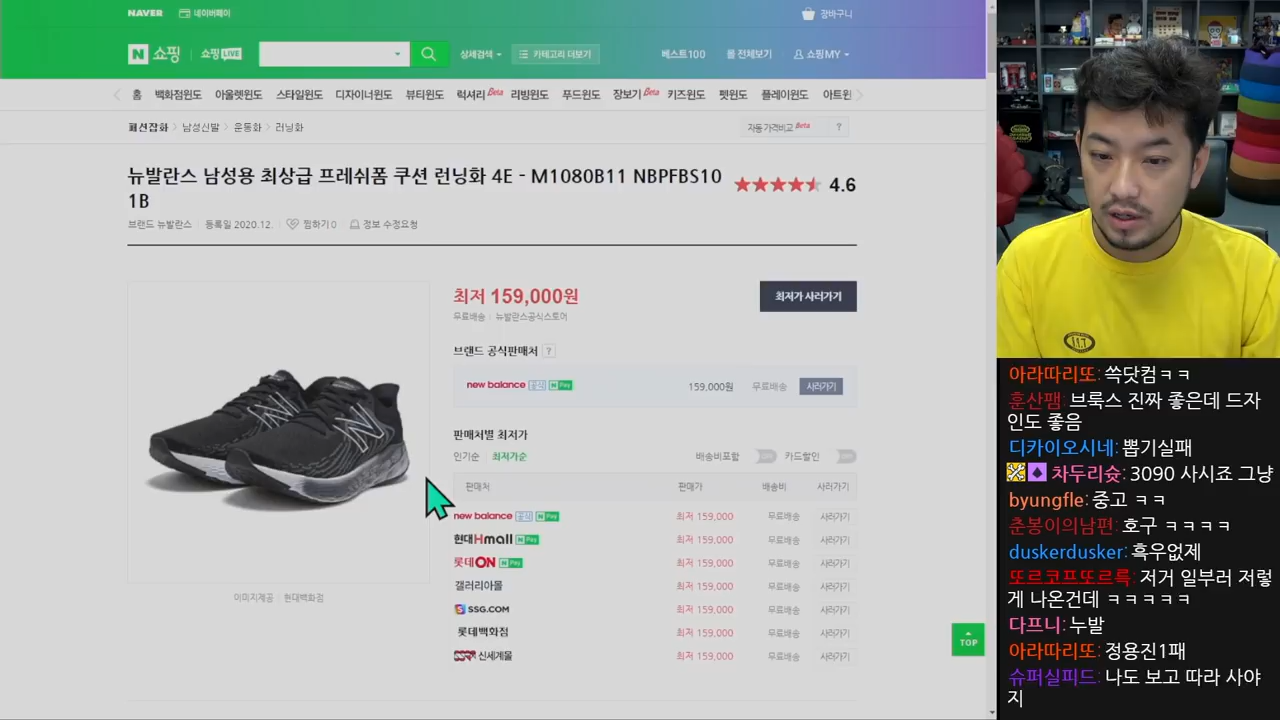 NAVER 네이버페이 장바구니
N 쇼핑 쇼핑LIVE 상세검색 카테고리 더보기 베스트100 몰 전체보기 쇼핑MY
홈 백화점윈도 아울렛윈도 스타일윈도 디자이너윈도 뷰티윈도 럭셔리Beta 리빙윈도 푸드윈도 장보기Beta 키즈윈도 펫윈도 플레이윈도 아트윈
패션잡화 > 남성신발 > 운동화 > 러닝화 자동가격비교 Beta ?
뉴발란스 남성용 최상급 프레쉬폼 쿠션 런닝화 4E - M1080B11 NBPFBS10
1B
4.6
브랜드 뉴발란스 등록일 2020.12. 찜하기 0 정보 수정요청
최저 159,000원 최저가 사러가기
무료배송 뉴발란스공식스토어
브랜드 공식판매처 ?
new balance 공식 N Pay 159,000원 무료배송 사러가기
판매처별 최저가
인기순 최저가순 배송비포함 OFF 카드할인 OFF
판매처 판매가 배송비 사러가기
new balance 공식 N Pay 최저 159,000 무료배송 사러가기
현대Hmall N Pay 최저 159,000 무료배송 사러가기
롯데ON N Pay 최저 159,000 무료배송 사러가기
갤러리아몰 최저 159,000 무료배송 사러가기
SSG.COM 최저 159,000 무료배송 사러가기
롯데백화점 최저 159,000 무료배송 사러가기
신세계몰 최저 159,000 무료배송 사러가기
이미지제공 현대백화점
TOP
아라따리또: 쓱닷컴ㅋㅋ
훈산팸: 브룩스 진짜 좋은데 드자
인도 좋음
디카이오시네: 뽑기실패
차두리슛: 3090 사시죠 그냥
byungfle: 중고 ㅋㅋ
춘봉이의남편: 호구 ㅋㅋㅋㅋ
duskerdusker: 흑우없제
또르코프또르륵: 저거 일부러 저렇
게 나온건데 ㅋㅋㅋㅋㅋ
다프니: 누발
아라따리또: 정용진1패
슈퍼실피드: 나도 보고 따라 사야
지